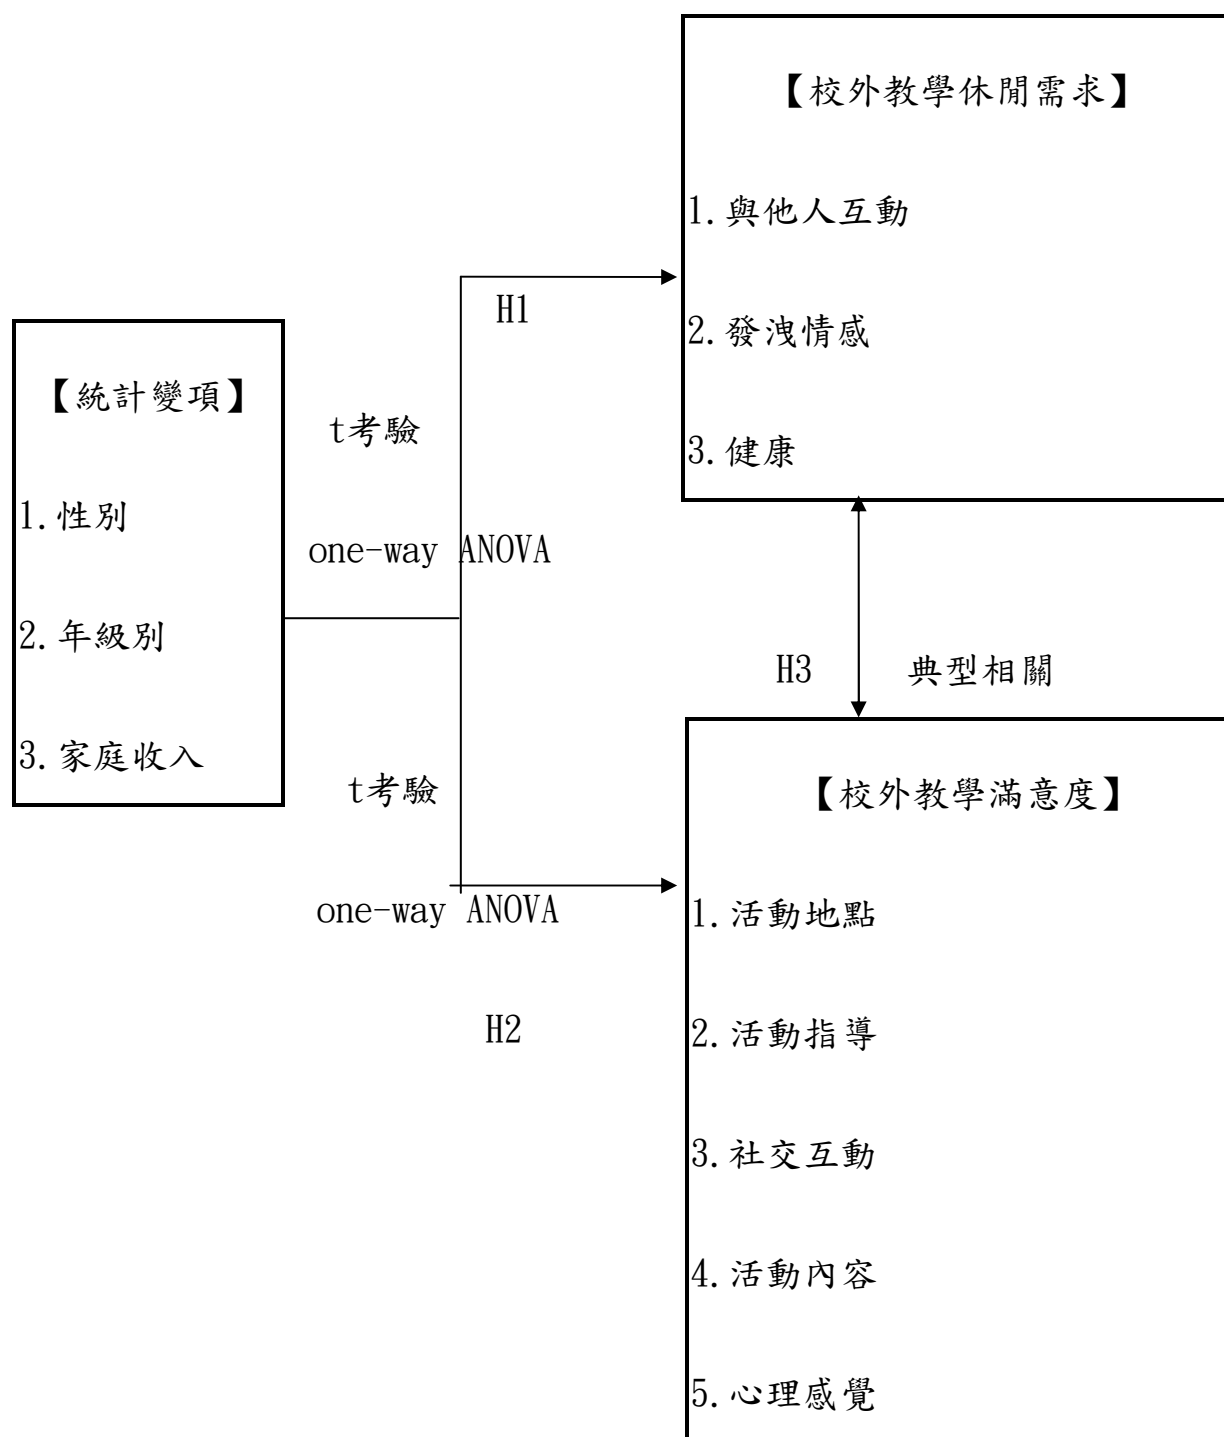 【校外教學休閒需求】
1.與他人互動
2.發洩情感
3.健康
H1
【統計變項】
1.性別
2.年級別
3.家庭收入
t考驗
one-way ANOVA
H3
典型相關
t考驗
one-way ANOVA
H2
【校外教學滿意度】
1.活動地點
2.活動指導
3.社交互動
4.活動內容
5.心理感覺